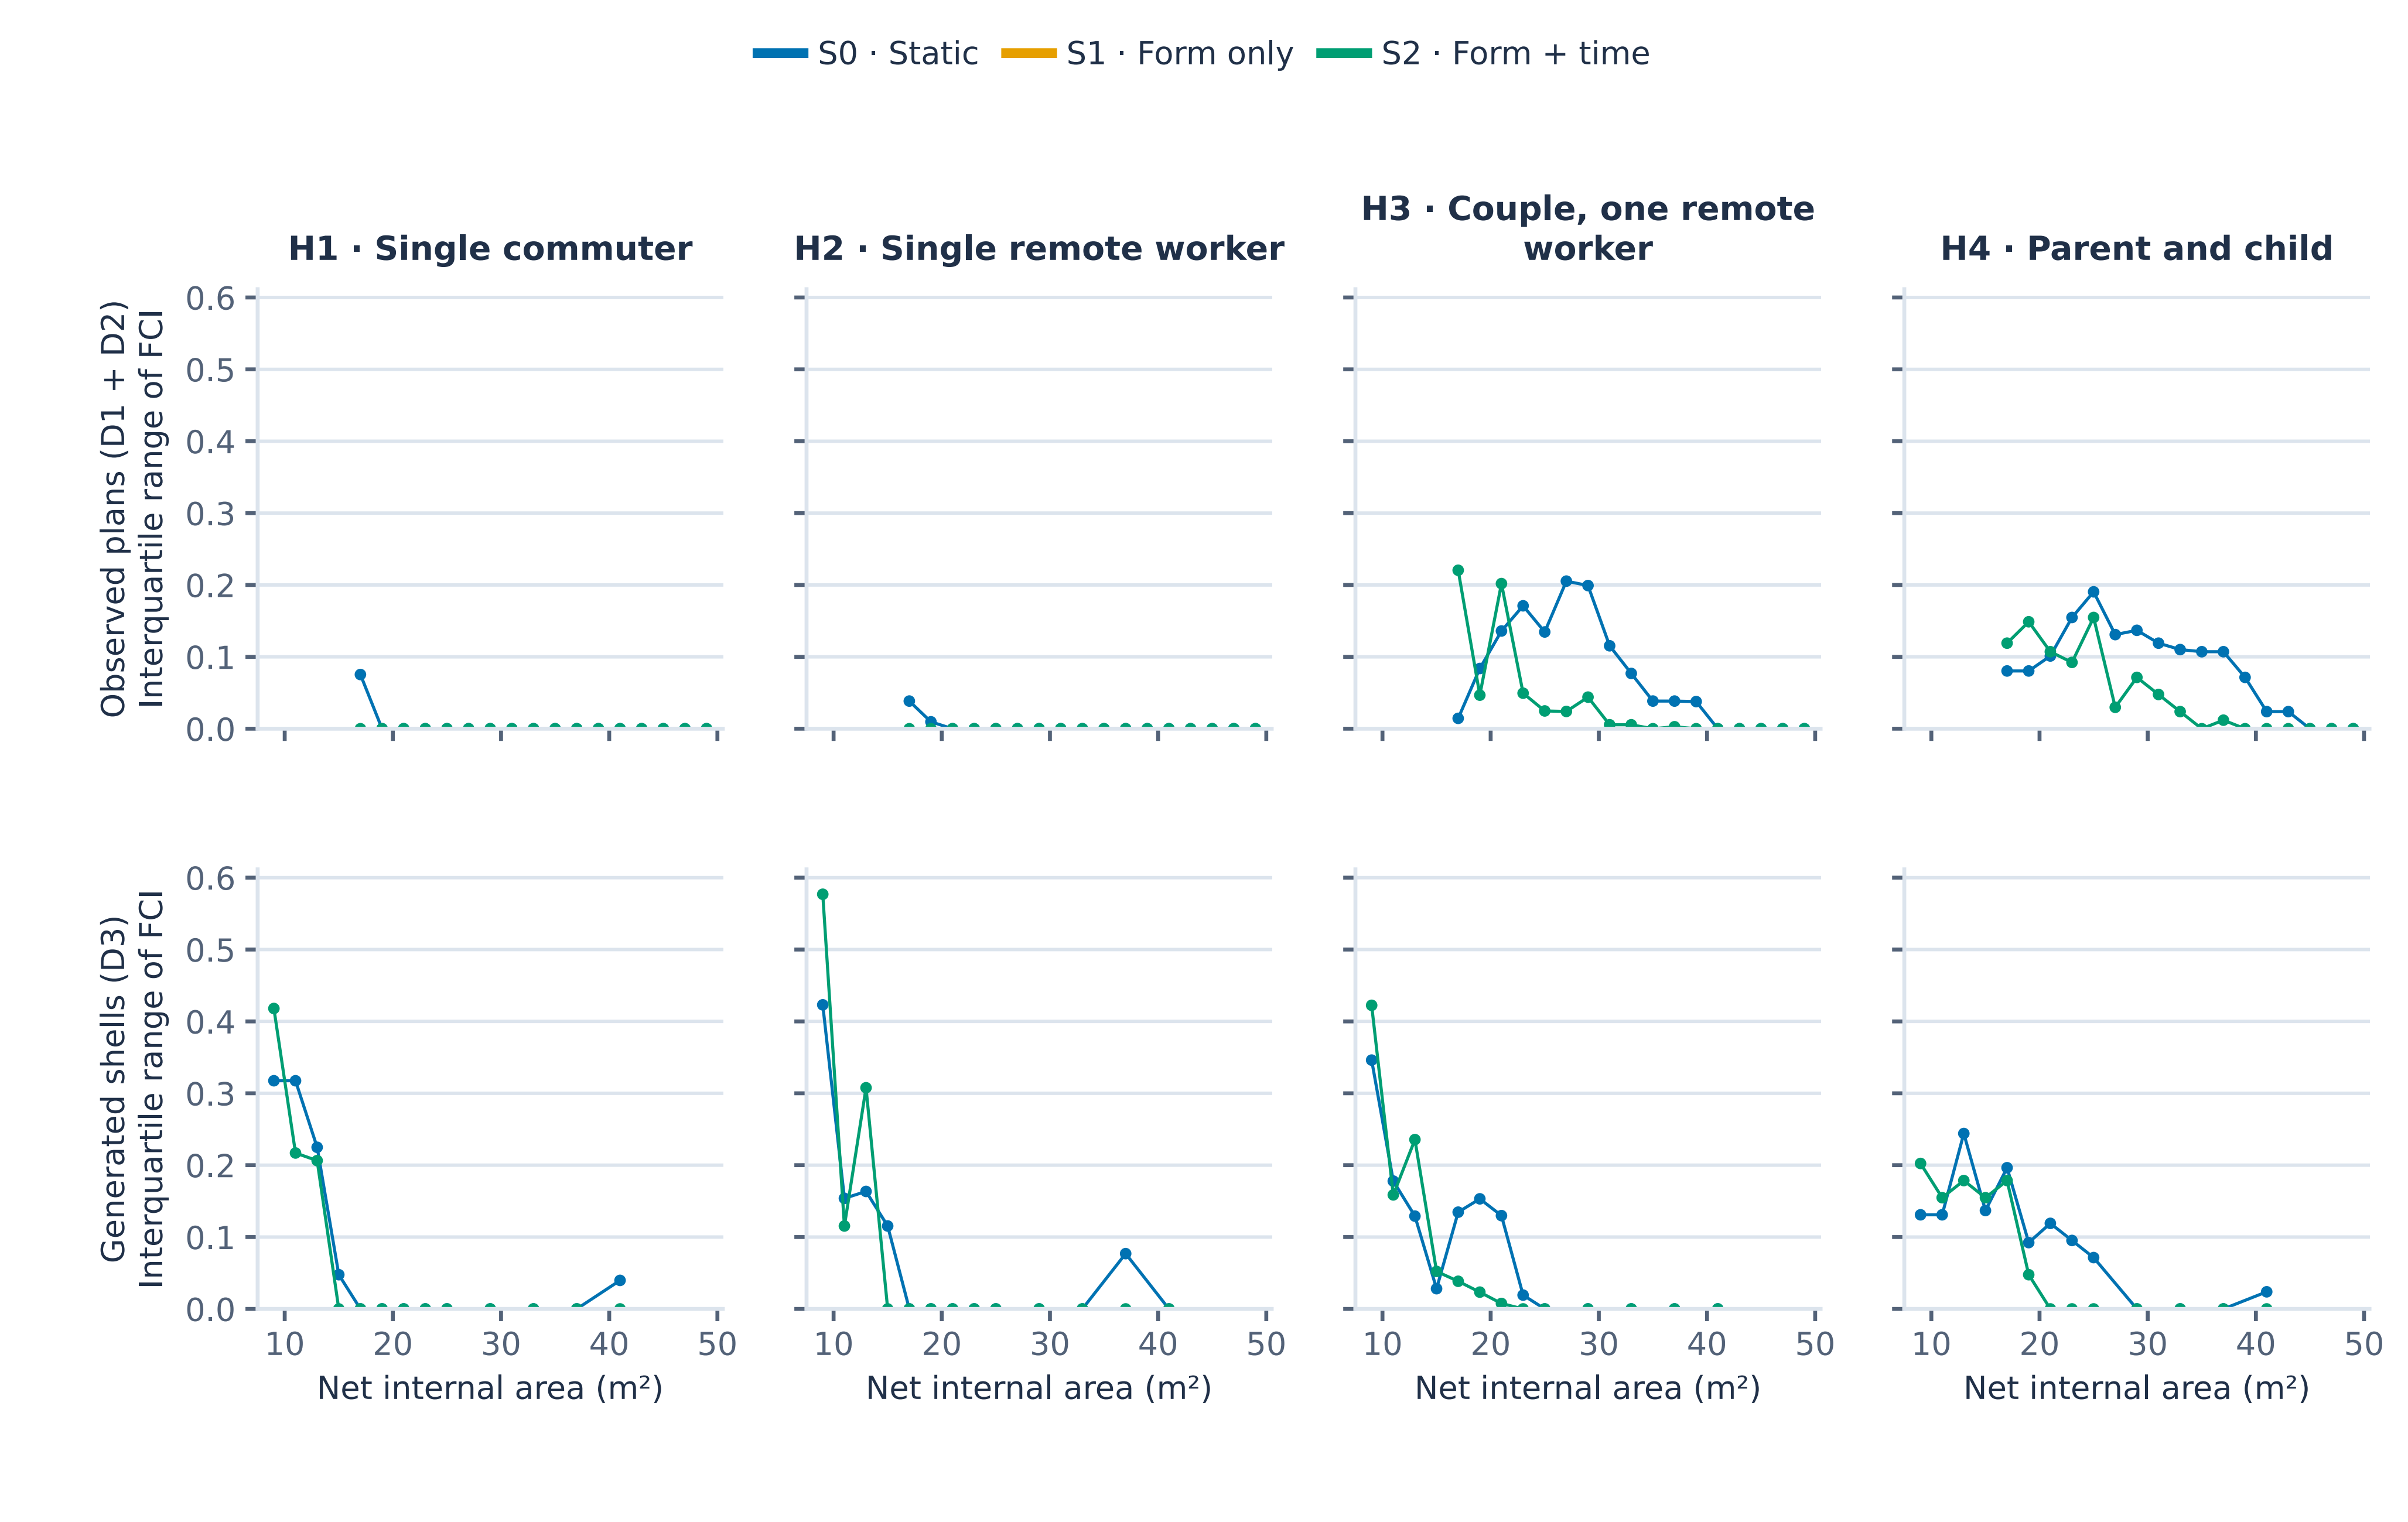 S0 · Static S1 · Form only S2 · Form + time
H1 · Single commuter
H2 · Single remote worker
H3 · Couple, one remote
worker
H4 · Parent and child
Observed plans (D1 + D2)
Interquartile range of FCI
0.6
0.5
0.4
0.3
0.2
0.1
0.0
Generated shells (D3)
Interquartile range of FCI
0.6
0.5
0.4
0.3
0.2
0.1
0.0
10 20 30 40 50
10 20 30 40 50
10 20 30 40 50
10 20 30 40 50
Net internal area (m²)
Net internal area (m²)
Net internal area (m²)
Net internal area (m²)